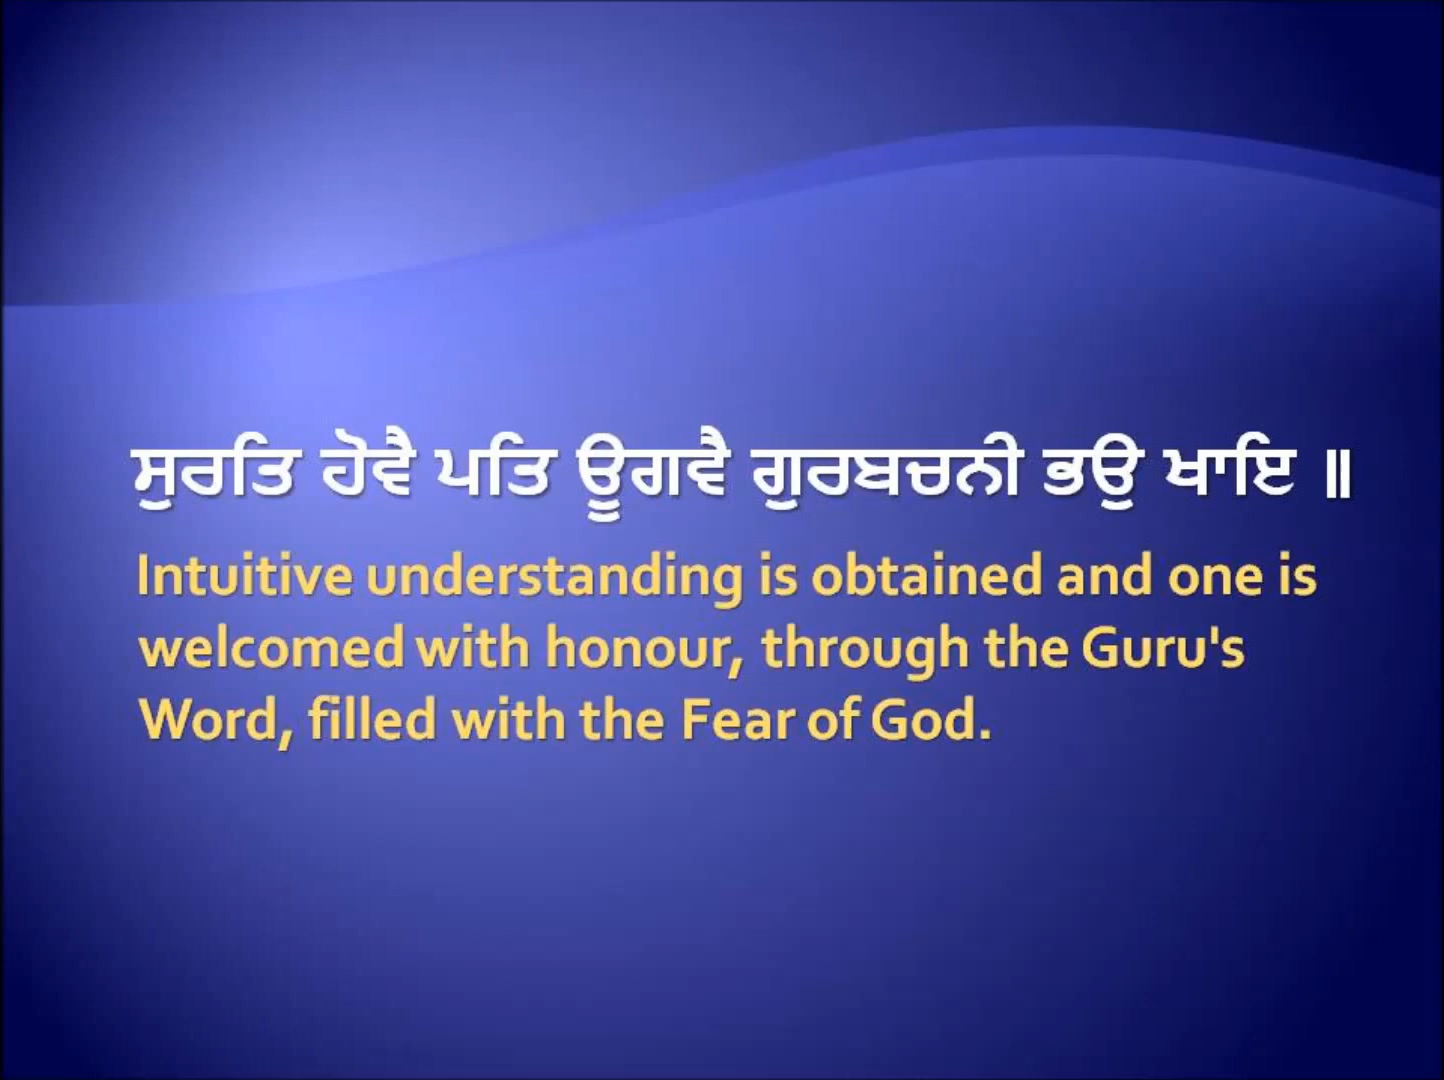 ਸੁਰਤਿ ਹੋਵੈ ਪਤਿ ਊਗਵੈ ਗੁਰਬਚਨੀ ਭਉ ਖਾਇ ॥
Intuitive understanding is obtained and one is
welcomed with honour, through the Guru's
Word, filled with the Fear of God.